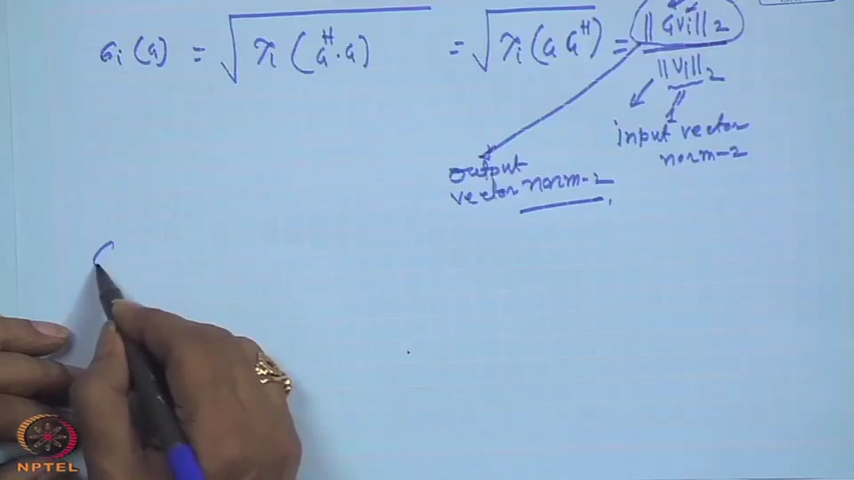 σi(G) = √λi(G^H·G) = √λi(G G^H) = ||Gvi||2 / ||vi||2
input vector
norm-2
output
vector norm-2
NPTEL